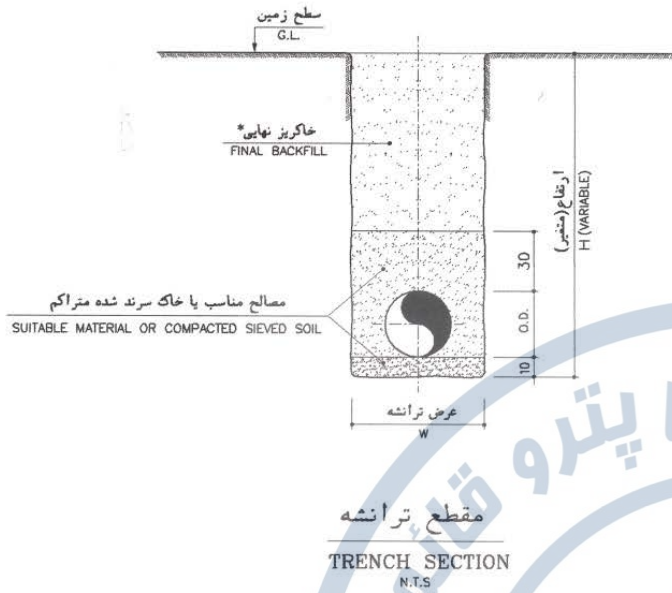 سطح زمین
G.L.
خاکریز نهایی*
FINAL BACKFILL
ارتفاع(متغیر)
H (VARIABLE)
30
O.D.
10
مصالح مناسب یا خاک سرند شده متراکم
SUITABLE MATERIAL OR COMPACTED SIEVED SOIL
عرض ترانشه
W
پترو
مقطع ترانشه
TRENCH SECTION
N.T.S